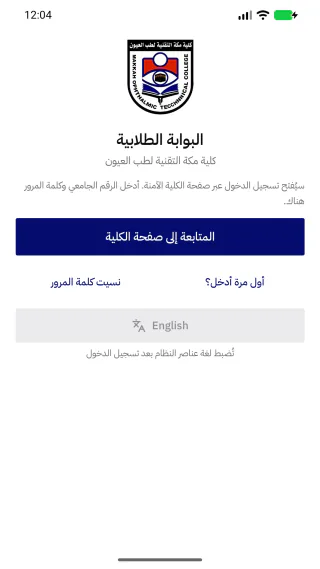 12:04
كلية مكة التقنية لطب العيون
MAKKAH OPHTHALMIC TECCHNICAL COLLEGE
البوابة الطلابية
كلية مكة التقنية لطب العيون
سيُفتح تسجيل الدخول عبر صفحة الكلية الآمنة. أدخل الرقم الجامعي وكلمة المرور
هناك.
المتابعة إلى صفحة الكلية
أول مرة أدخل؟
نسيت كلمة المرور
English
تُضبط لغة عناصر النظام بعد تسجيل الدخول